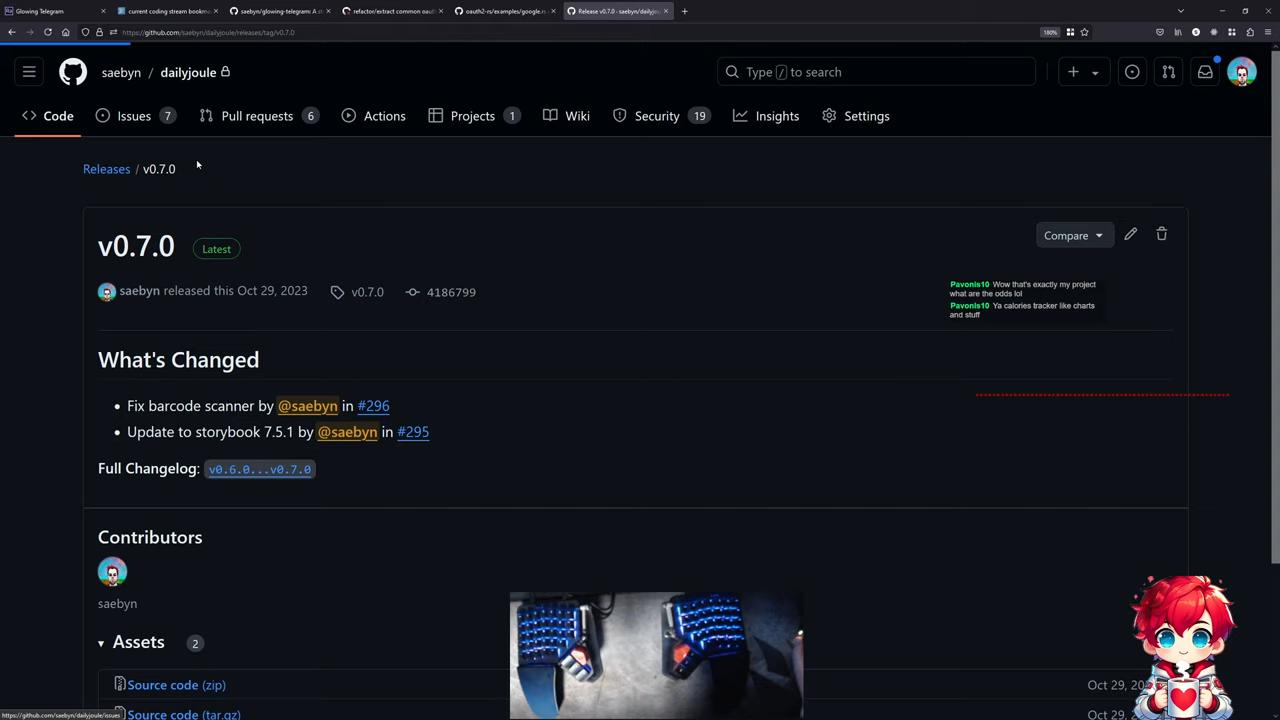 Glowing Telegram
current coding stream bookm
saebyn/glowing-telegram: A s
refactor/extract common oaut
oauth2-rs/examples/google.rs
Release v0.7.0 · saebyn/dailyjoule
https://github.com/saebyn/dailyjoule/releases/tag/v0.7.0
180%
saebyn / dailyjoule
Type / to search
Code
Issues 7
Pull requests 6
Actions
Projects 1
Wiki
Security 19
Insights
Settings
Releases / v0.7.0
v0.7.0 Latest
Compare
saebyn released this Oct 29, 2023
v0.7.0
4186799
Pavonis10 Wow that's exactly my project
what are the odds lol
Pavonis10 Ya calories tracker like charts
and stuff
What's Changed
Fix barcode scanner by @saebyn in #296
Update to storybook 7.5.1 by @saebyn in #295
Full Changelog: v0.6.0...v0.7.0
Contributors
saebyn
Assets 2
Source code (zip)
Oct 29, 20
Source code (tar.gz)
Oct 29, 20
https://github.com/saebyn/dailyjoule/issues